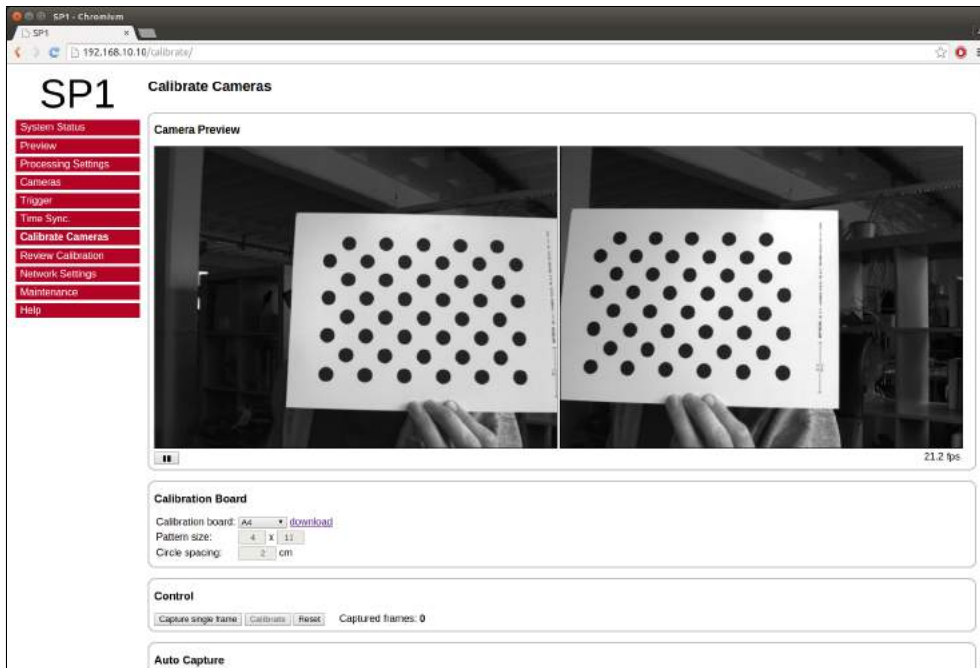 SP1 - Chromium
SP1
192.168.10.10/calibrate/
SP1
System Status
Preview
Processing Settings
Cameras
Trigger
Time Sync.
Calibrate Cameras
Review Calibration
Network Settings
Maintenance
Help
Calibrate Cameras
Camera Preview
21.2 fps
Calibration Board
Calibration board: A4 download
Pattern size: 4 x 11
Circle spacing: 2 cm
Control
Capture single frame Calibrate Reset Captured frames: 0
Auto Capture